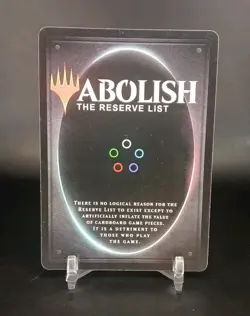 ABOLISH
THE RESERVE LIST
THERE IS NO LOGICAL REASON FOR THE
RESERVE LIST TO EXIST EXCEPT TO
ARTIFICIALLY INFLATE THE VALUE
OF CARDBOARD GAME PIECES.
IT IS A DETRIMENT TO
THOSE WHO PLAY
THE GAME.